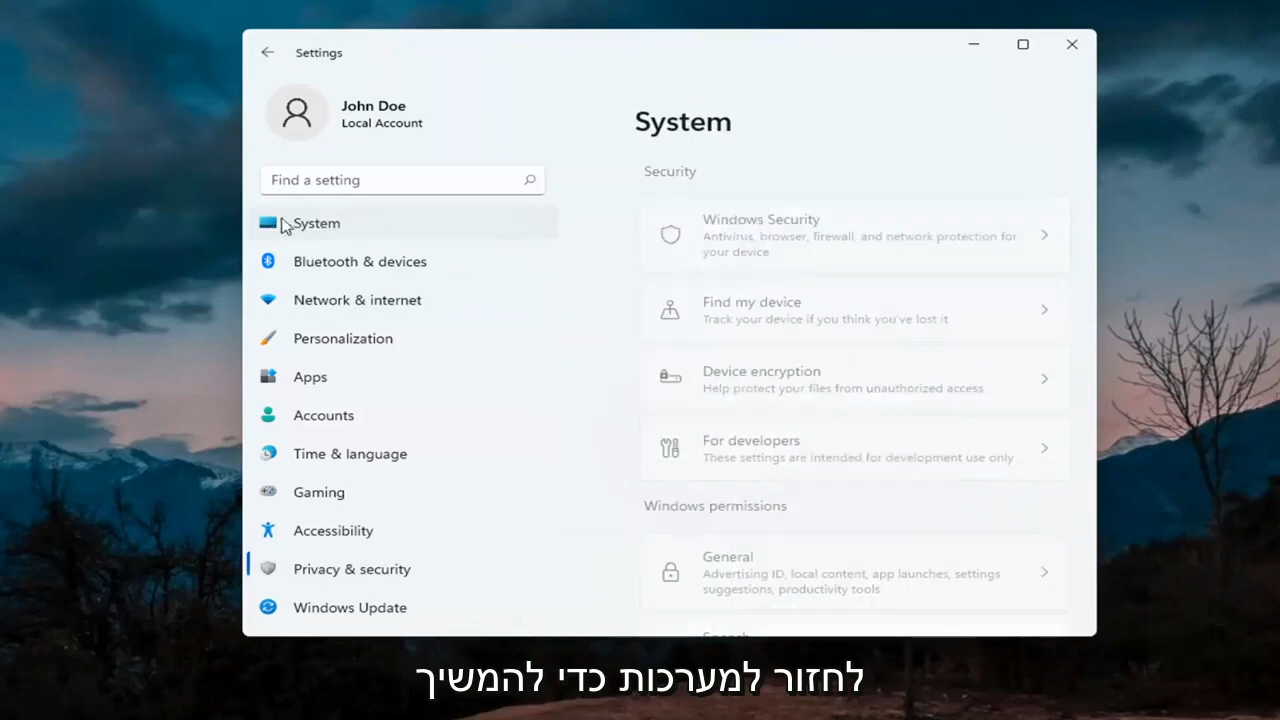 Settings
John Doe
Local Account
Find a setting
System
Bluetooth & devices
Network & internet
Personalization
Apps
Accounts
Time & language
Gaming
Accessibility
Privacy & security
Windows Update
System
Security
Windows Security
Antivirus, browser, firewall, and network protection for
your device
Find my device
Track your device if you think you've lost it
Device encryption
Help protect your files from unauthorized access
For developers
These settings are intended for development use only
Windows permissions
General
Advertising ID, local content, app launches, settings
suggestions, productivity tools
לחזור למערכות כדי להמשיך